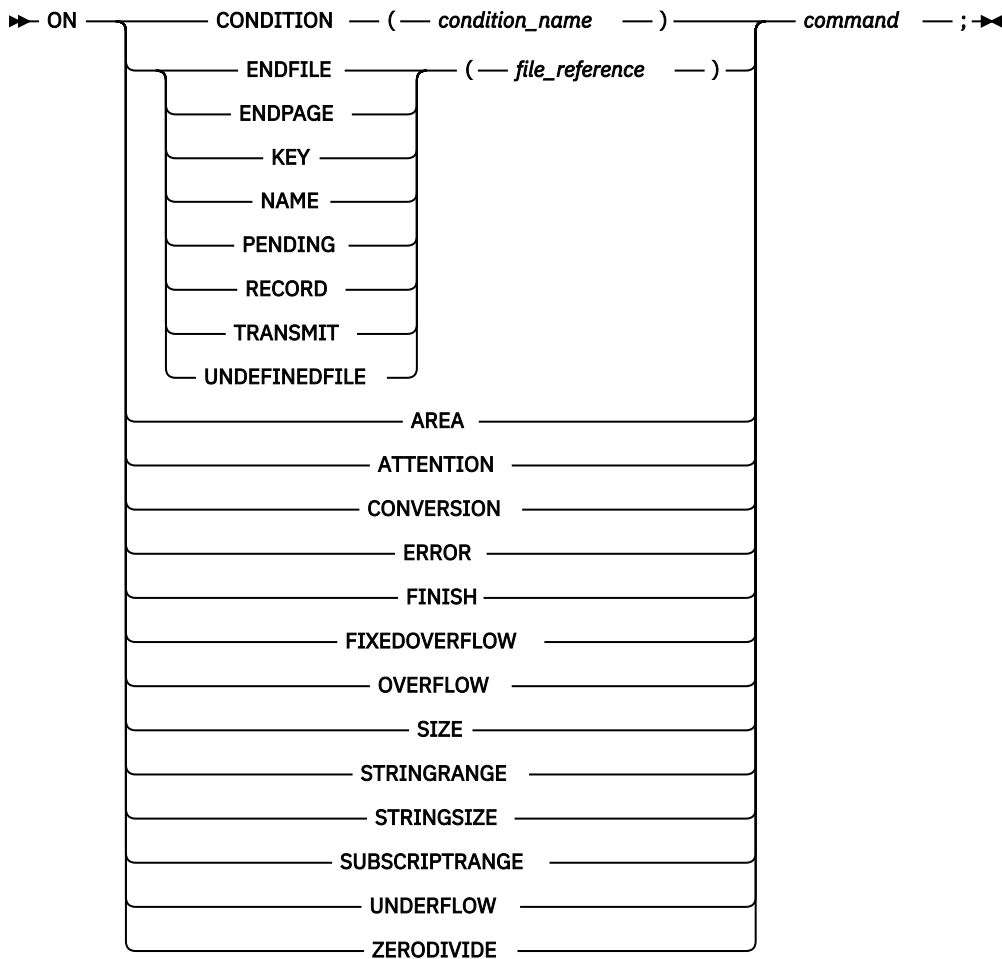 ON CONDITION ( condition_name ) command ;
ENDFILE ( file_reference )
ENDPAGE
KEY
NAME
PENDING
RECORD
TRANSMIT
UNDEFINEDFILE
AREA
ATTENTION
CONVERSION
ERROR
FINISH
FIXEDOVERFLOW
OVERFLOW
SIZE
STRINGRANGE
STRINGSIZE
SUBSCRIPTRANGE
UNDERFLOW
ZERODIVIDE